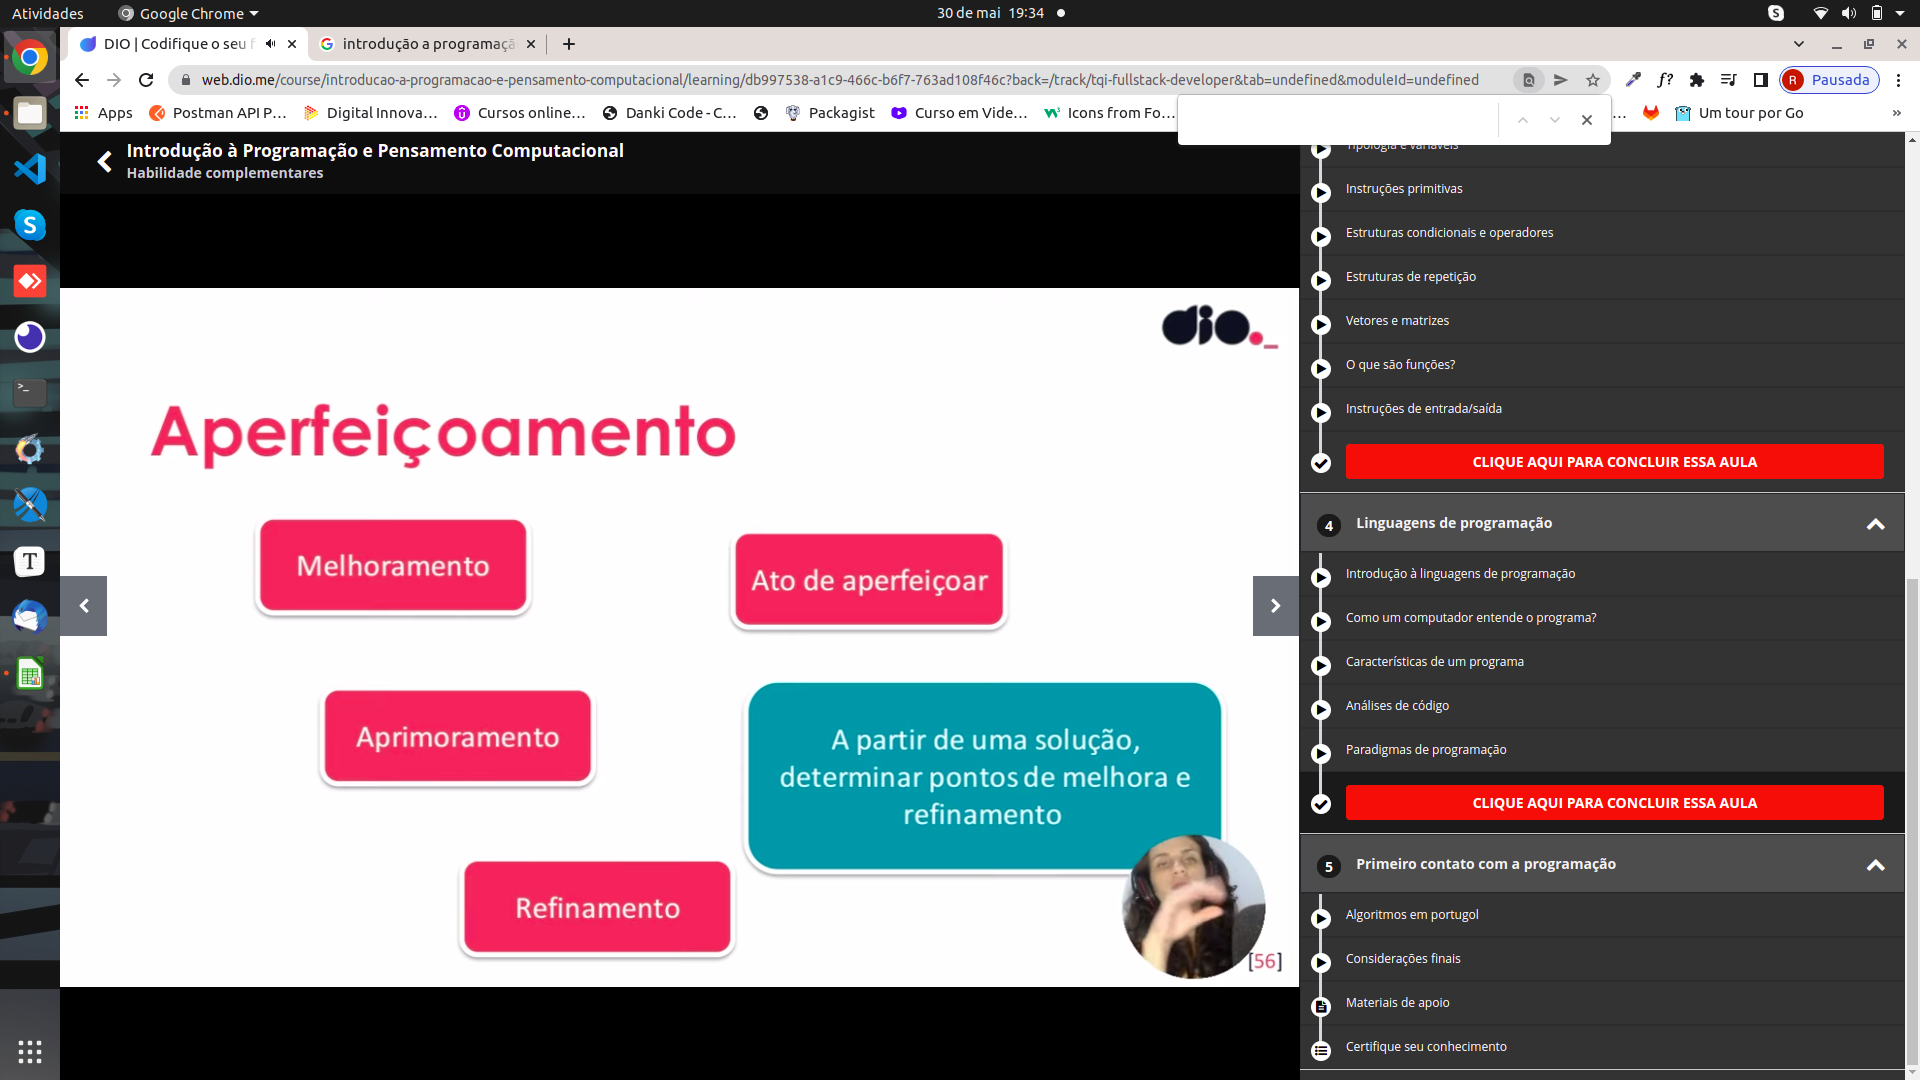 Atividades
Google Chrome
30 de mai 19:34
DIO | Codifique o seu f
introdução a programaçã
web.dio.me/course/introducao-a-programacao-e-pensamento-computacional/learning/db997538-a1c9-466c-b6f7-763ad108f46c?back=/track/tqi-fullstack-developer&tab=undefined&moduleId=undefined
f?
R
Pausada
Apps
Postman API P...
Digital Innova...
Cursos online...
Danki Code - C...
Packagist
Curso em Vide...
Icons from Fo...
...
Um tour por Go
»
Introdução à Programação e Pensamento Computacional
Habilidade complementares
dio._
Aperfeiçoamento
Melhoramento
Ato de aperfeiçoar
Aprimoramento
A partir de uma solução,
determinar pontos de melhora e
refinamento
Refinamento
[56]
Tipologia e variáveis
Instruções primitivas
Estruturas condicionais e operadores
Estruturas de repetição
Vetores e matrizes
O que são funções?
Instruções de entrada/saída
CLIQUE AQUI PARA CONCLUIR ESSA AULA
4 Linguagens de programação
Introdução à linguagens de programação
Como um computador entende o programa?
Características de um programa
Análises de código
Paradigmas de programação
CLIQUE AQUI PARA CONCLUIR ESSA AULA
5 Primeiro contato com a programação
Algoritmos em portugol
Considerações finais
Materiais de apoio
Certifique seu conhecimento